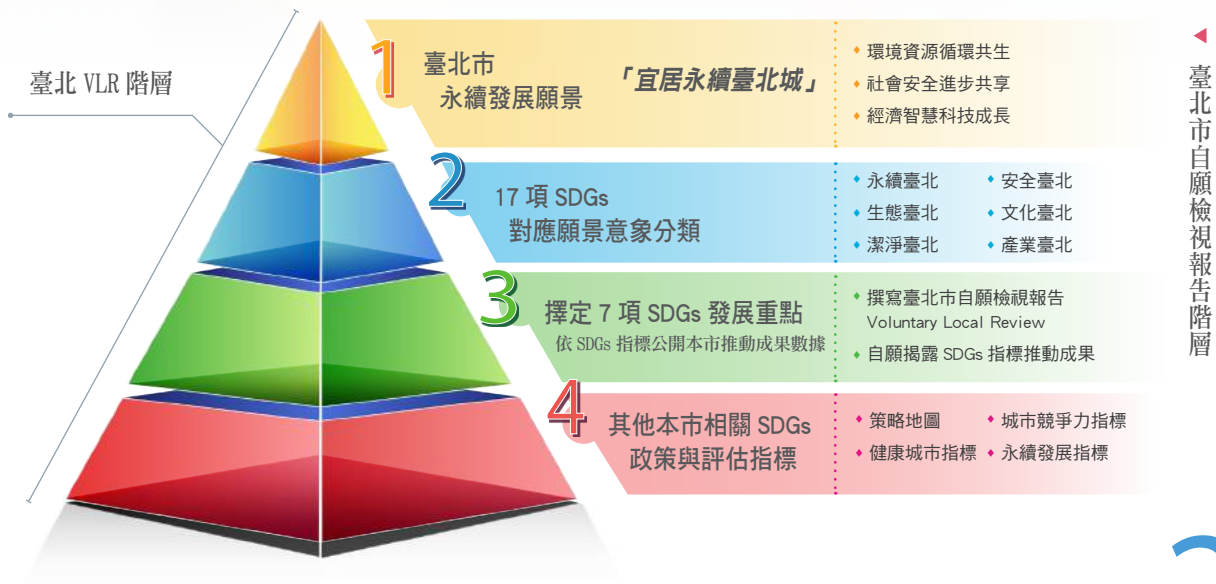 臺北 VLR 階層
1
臺北市
永續發展願景
「宜居永續臺北城」
◆ 環境資源循環共生
◆ 社會安全進步共享
◆ 經濟智慧科技成長
2
17 項 SDGs
對應願景意象分類
◆ 永續臺北 ◆ 安全臺北
◆ 生態臺北 ◆ 文化臺北
◆ 潔淨臺北 ◆ 產業臺北
3
擇定 7 項 SDGs 發展重點
依 SDGs 指標公開本市推動成果數據
◆ 撰寫臺北市自願檢視報告
Voluntary Local Review
◆ 自願揭露 SDGs 指標推動成果
4
其他本市相關 SDGs
政策與評估指標
◆ 策略地圖 ◆ 城市競爭力指標
◆ 健康城市指標 ◆ 永續發展指標
臺北市自願檢視報告階層